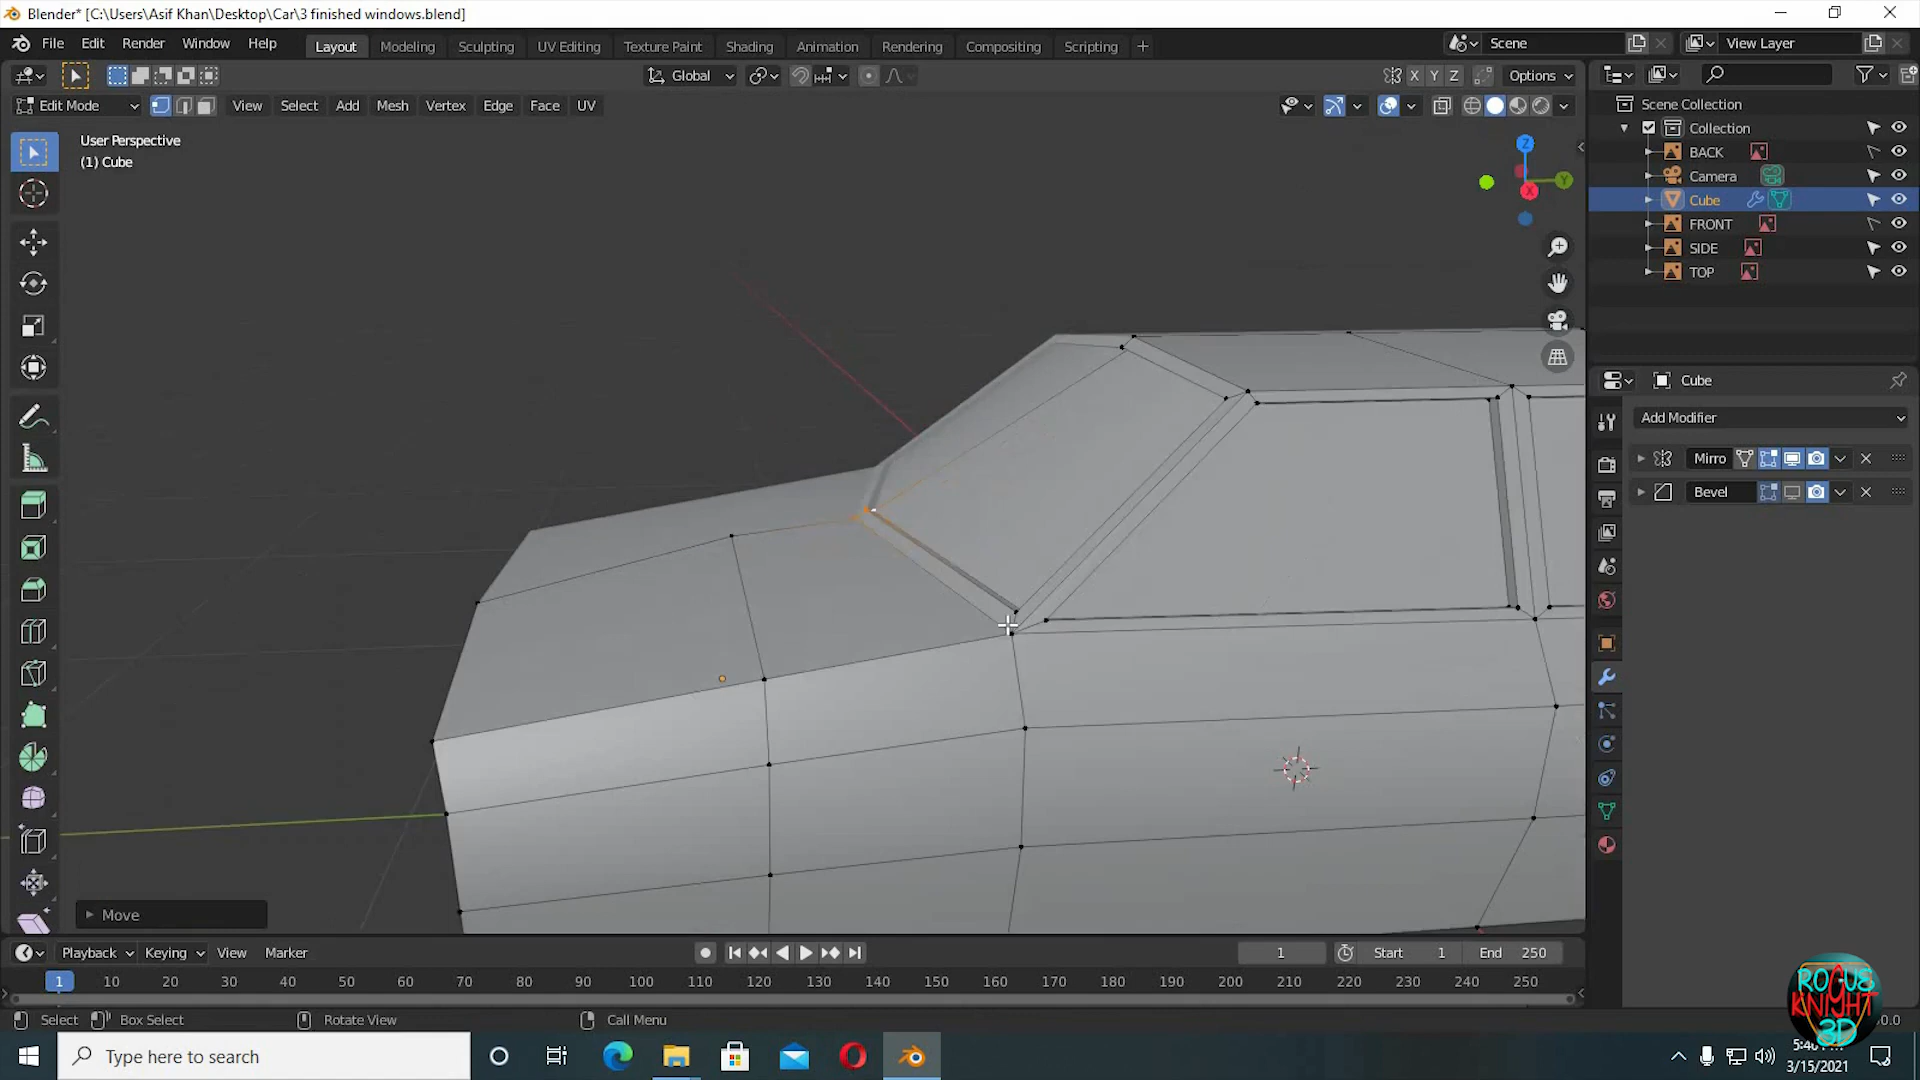 Blender* [C:\Users\Asif Khan\Desktop\Car\3 finished windows.blend]
File Edit Render Window Help Layout Modeling Sculpting UV Editing Texture Paint Shading Animation Rendering Compositing Scripting + Scene View Layer
Global X Y Z Options
Edit Mode View Select Add Mesh Vertex Edge Face UV
User Perspective
(1) Cube
Z
Y
X
Scene Collection
Collection
BACK
Camera
Cube
FRONT
SIDE
TOP
Cube
Add Modifier
Mirro
Bevel
Move
Playback Keying View Marker 1 Start 1 End 250
1 10 20 30 40 50 60 70 80 90 100 110 120 130 140 150 160 170 180 190 200 210 220 230 240 250
Select Box Select Rotate View Call Menu
ROGUE
KNIGHT
3D
Type here to search
3/15/2021